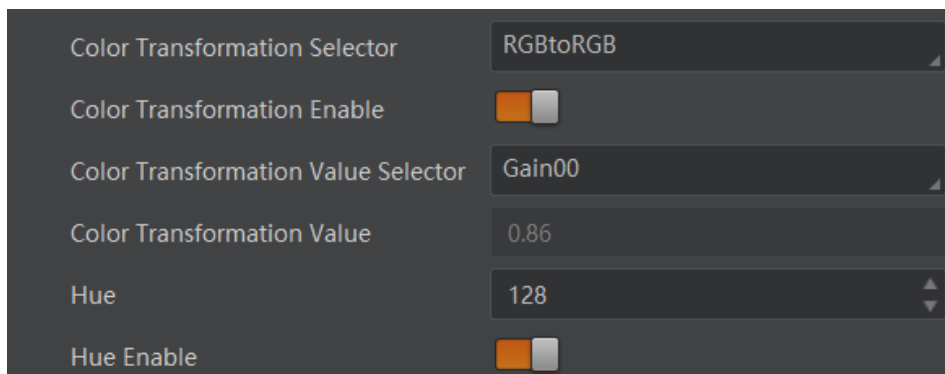 Color Transformation Selector RGBtoRGB
Color Transformation Enable
Color Transformation Value Selector Gain00
Color Transformation Value 0.86
Hue 128
Hue Enable